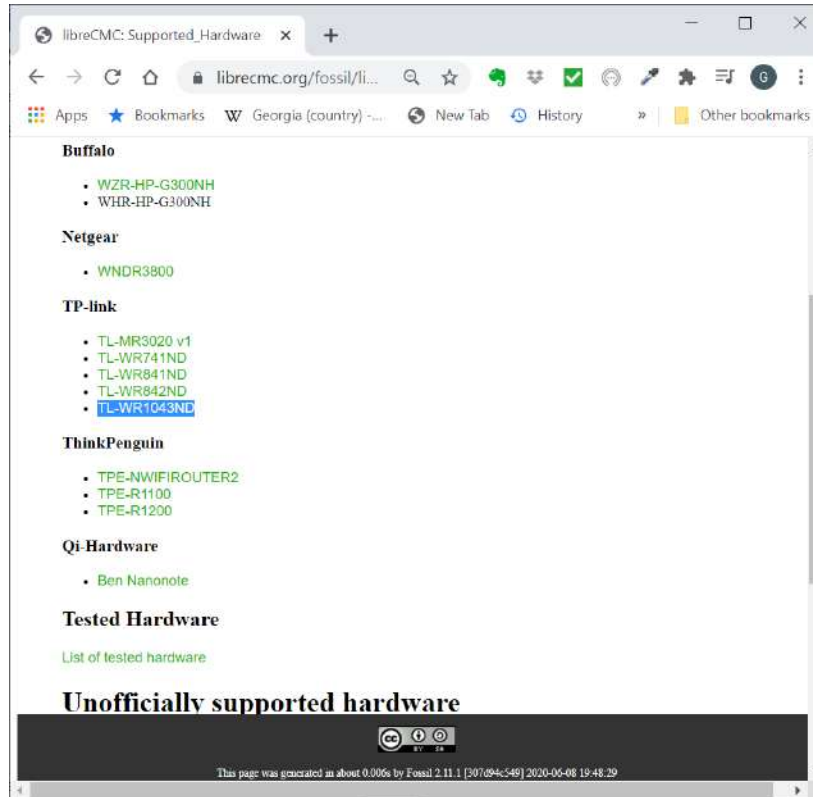 libreCMC: Supported_Hardware
librecmc.org/fossil/li...
G
Apps Bookmarks W Georgia (country) -... New Tab History » Other bookmarks
Buffalo
WZR-HP-G300NH
WHR-HP-G300NH
Netgear
WNDR3800
TP-link
TL-MR3020 v1
TL-WR741ND
TL-WR841ND
TL-WR842ND
TL-WR1043ND
ThinkPenguin
TPE-NWIFIROUTER2
TPE-R1100
TPE-R1200
Qi-Hardware
Ben Nanonote
Tested Hardware
List of tested hardware
Unofficially supported hardware
cc BY SA
This page was generated in about 0.006s by Fossil 2.11.1 [307d94c549] 2020-06-08 19:48:29